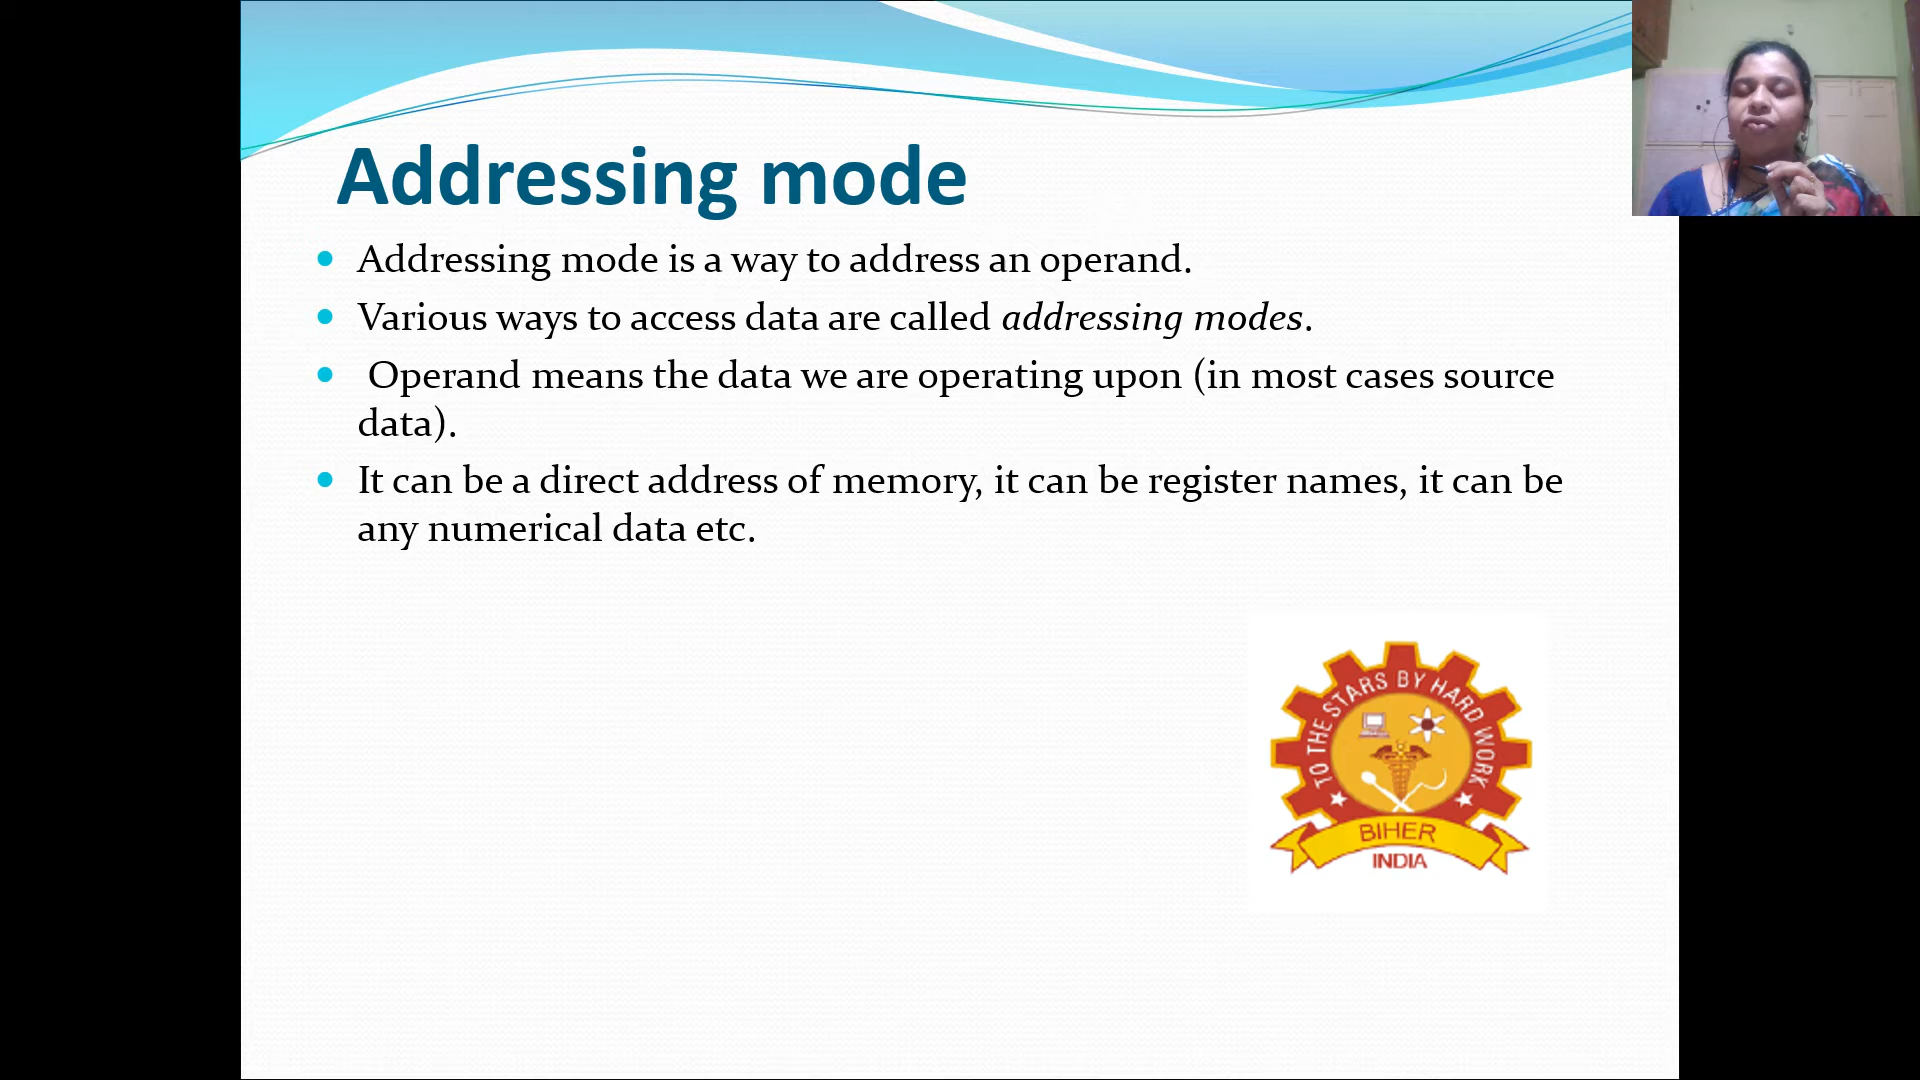 Addressing mode
• Addressing mode is a way to address an operand.
• Various ways to access data are called addressing modes.
• Operand means the data we are operating upon (in most cases source
data).
• It can be a direct address of memory, it can be register names, it can be
any numerical data etc.
TO THE STARS BY HARD WORK
BIHER
INDIA